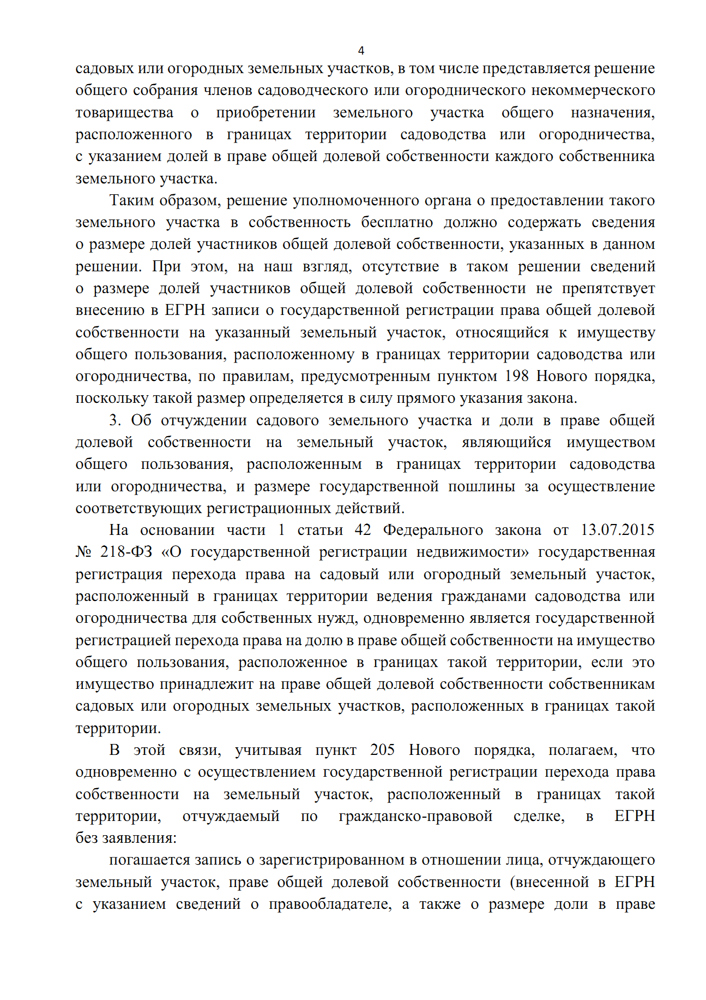 4
садовых или огородных земельных участков, в том числе представляется решение
общего собрания членов садоводческого или огороднического некоммерческого
товарищества о приобретении земельного участка общего назначения,
расположенного в границах территории садоводства или огородничества,
с указанием долей в праве общей долевой собственности каждого собственника
земельного участка.
Таким образом, решение уполномоченного органа о предоставлении такого
земельного участка в собственность бесплатно должно содержать сведения
о размере долей участников общей долевой собственности, указанных в данном
решении. При этом, на наш взгляд, отсутствие в таком решении сведений
о размере долей участников общей долевой собственности не препятствует
внесению в ЕГРН записи о государственной регистрации права общей долевой
собственности на указанный земельный участок, относящийся к имуществу
общего пользования, расположенному в границах территории садоводства или
огородничества, по правилам, предусмотренным пунктом 198 Нового порядка,
поскольку такой размер определяется в силу прямого указания закона.
3. Об отчуждении садового земельного участка и доли в праве общей
долевой собственности на земельный участок, являющийся имуществом
общего пользования, расположенным в границах территории садоводства
или огородничества, и размере государственной пошлины за осуществление
соответствующих регистрационных действий.
На основании части 1 статьи 42 Федерального закона от 13.07.2015
№ 218-ФЗ «О государственной регистрации недвижимости» государственная
регистрация перехода права на садовый или огородный земельный участок,
расположенный в границах территории ведения гражданами садоводства или
огородничества для собственных нужд, одновременно является государственной
регистрацией перехода права на долю в праве общей собственности на имущество
общего пользования, расположенное в границах такой территории, если это
имущество принадлежит на праве общей долевой собственности собственникам
садовых или огородных земельных участков, расположенных в границах такой
территории.
В этой связи, учитывая пункт 205 Нового порядка, полагаем, что
одновременно с осуществлением государственной регистрации перехода права
собственности на земельный участок, расположенный в границах такой
территории, отчуждаемый по гражданско-правовой сделке, в ЕГРН
без заявления:
погашается запись о зарегистрированном в отношении лица, отчуждающего
земельный участок, праве общей долевой собственности (внесенной в ЕГРН
с указанием сведений о правообладателе, а также о размере доли в праве